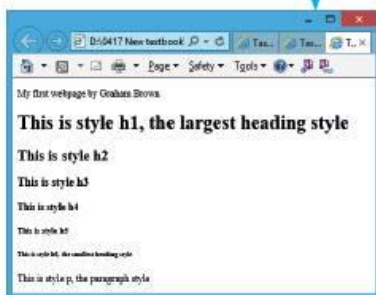 D:\0417 New textbook
Tas... Tas... T...
Page Safety Tools
My first webpage by Graham Brown
This is style h1, the largest heading style
This is style h2
This is style h3
This is style h4
This is style h5
This is style h6, the smallest heading style
This is style p, the paragraph style